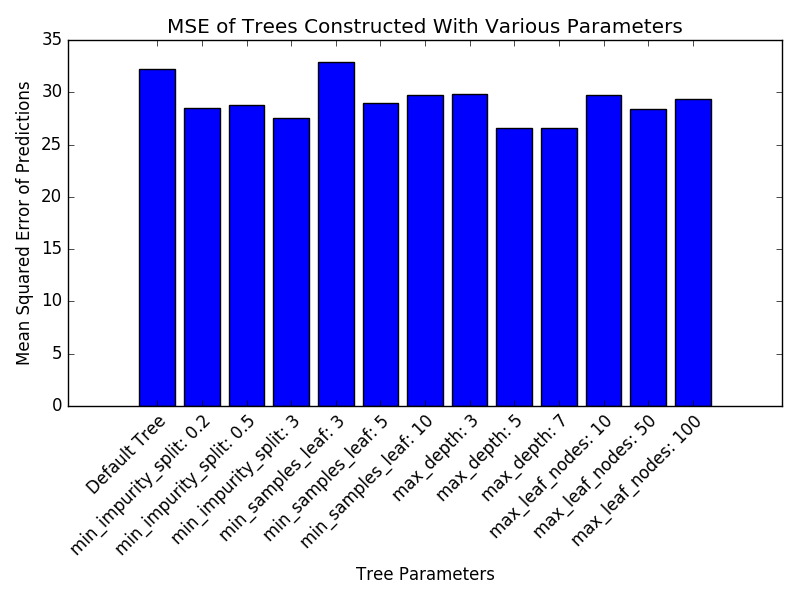 MSE of Trees Constructed With Various Parameters
Mean Squared Error of Predictions
35
30
25
20
15
10
5
0
Default Tree
min_impurity_split: 0.2
min_impurity_split: 0.5
min_impurity_split: 3
min_samples_leaf: 3
min_samples_leaf: 5
min_samples_leaf: 10
max_depth: 3
max_depth: 5
max_depth: 7
max_leaf_nodes: 10
max_leaf_nodes: 50
max_leaf_nodes: 100
Tree Parameters